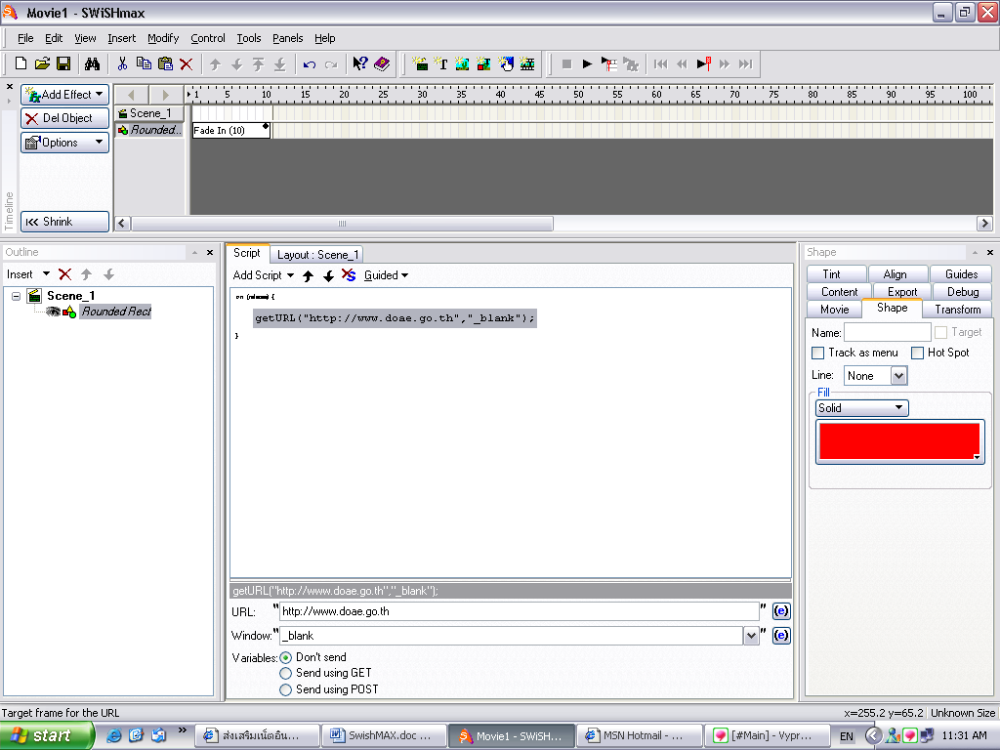 Movie1 - SWiSHmax
File Edit View Insert Modify Control Tools Panels Help
Add Effect
Del Object
Options
Shrink
Timeline
1 5 10 15 20 25 30 35 40 45 50 55 60 65 70 75 80 85 90 95 100
Scene_1
Rounded...
Fade In (10)
Outline
Insert
Scene_1
Rounded Rect
Script Layout : Scene_1
Add Script Guided
on (release) {
getURL("http://www.doae.go.th","_blank");
}
getURL("http://www.doae.go.th","_blank");
URL: "http://www.doae.go.th" (e)
Window: "_blank" (e)
Variables: Don't send
Send using GET
Send using POST
Shape
Tint Align Guides
Content Export Debug
Movie Shape Transform
Name: Target
Track as menu Hot Spot
Line: None
Fill
Solid
Target frame for the URL
x=255.2 y=65.2 Unknown Size
start
ส่งเสริมเน็ตอิน...
SwishMAX.doc ...
Movie1 - SWiSH...
MSN Hotmail - ...
[#Main] - Vypr...
EN
11:31 AM